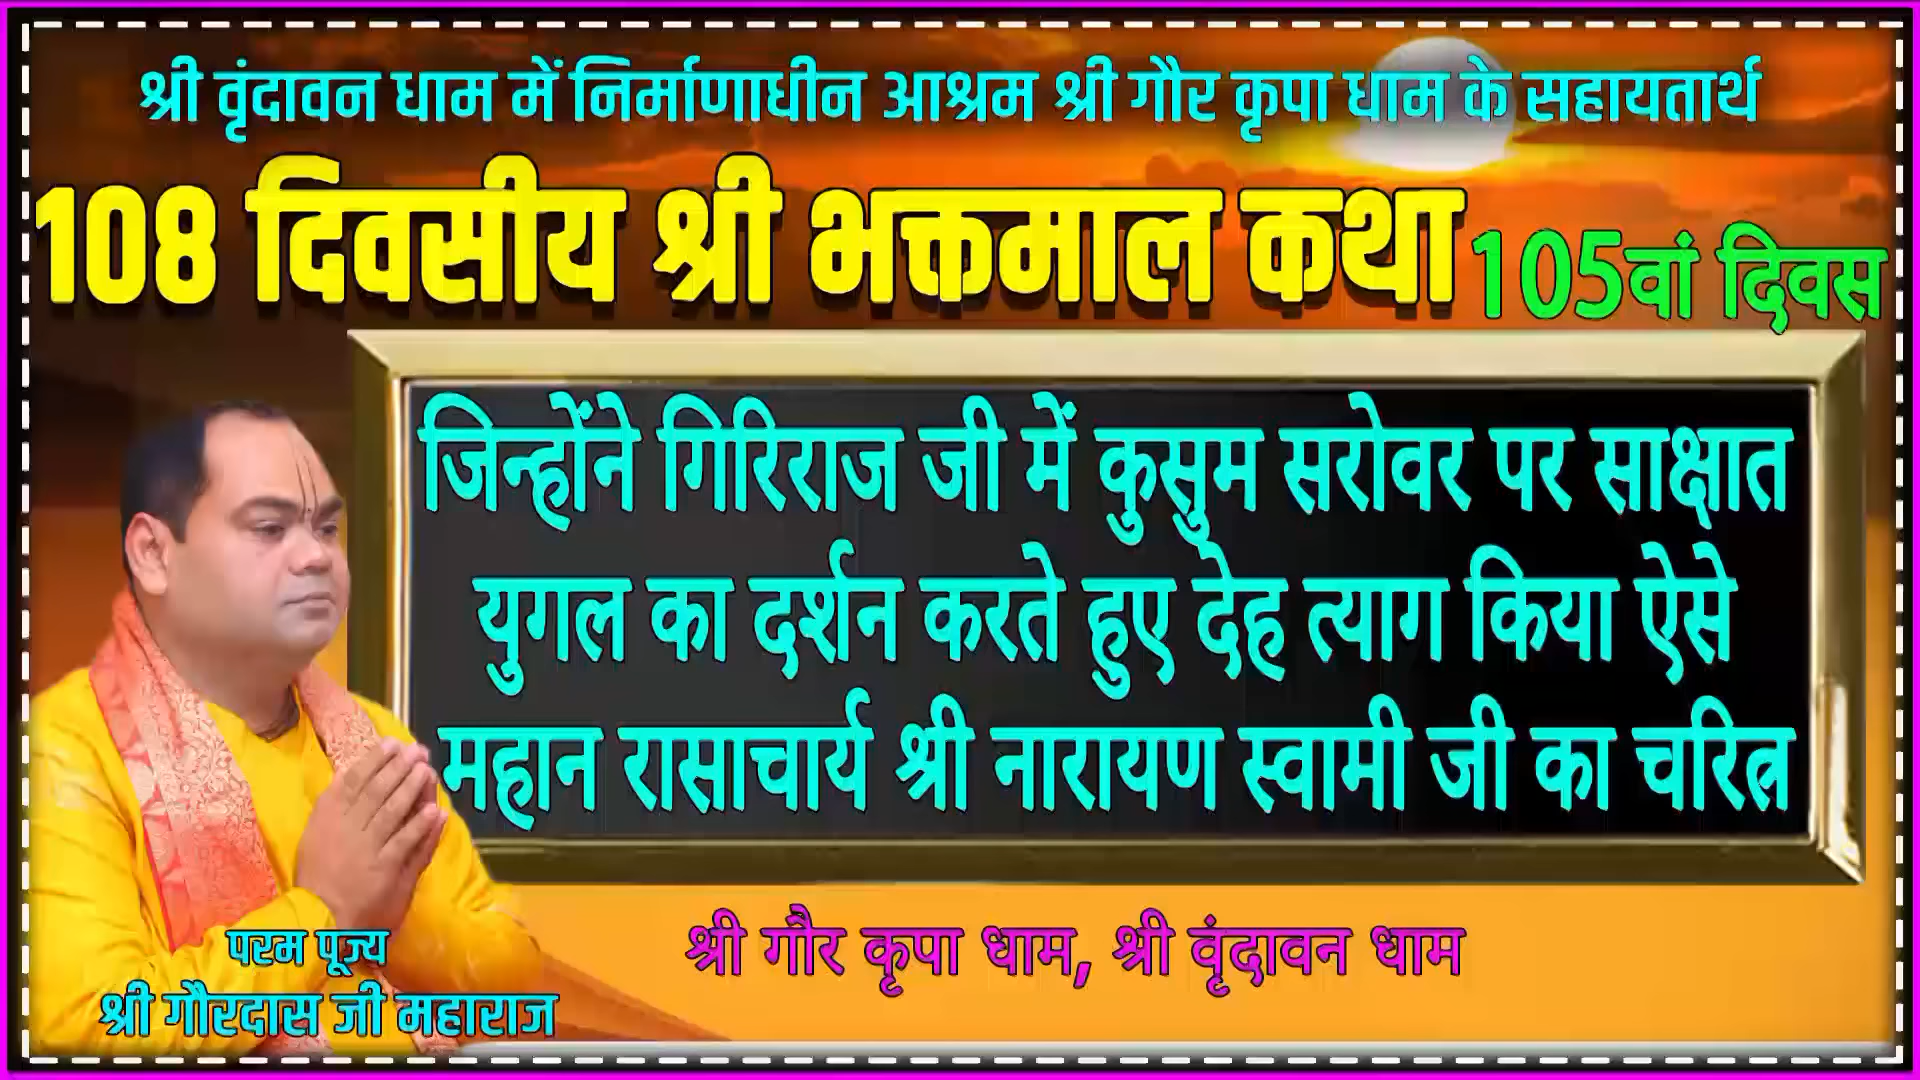 श्री वृंदावन धाम में निर्माणाधीन आश्रम श्री गौर कृपा धाम के सहायतार्थ
108 दिवसीय श्री भक्तमाल कथा 105वां दिवस
जिन्होंने गिरिराज जी में कुसुम सरोवर पर साक्षात
युगल का दर्शन करते हुए देह त्याग किया ऐसे
महान रासाचार्य श्री नारायण स्वामी जी का चरित्र
श्री गौर कृपा धाम, श्री वृंदावन धाम
परम पूज्य
श्री गौरदास जी महाराज